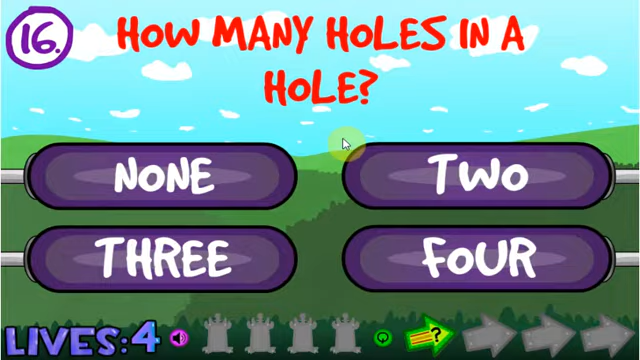 16.
HOW MANY HOLES IN A
HOLE?
NONE
TWO
THREE
FOUR
LIVES:4
?